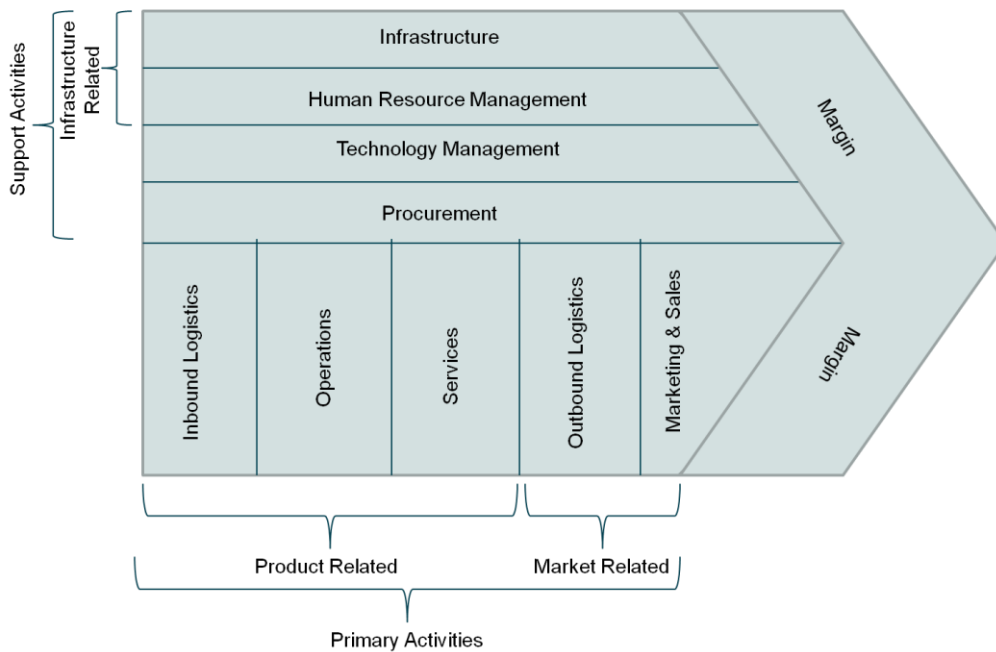 Support Activities
Infrastructure
Related
Infrastructure
Human Resource Management
Technology Management
Procurement
Margin
Margin
Inbound Logistics
Operations
Services
Outbound Logistics
Marketing & Sales
Product Related
Market Related
Primary Activities